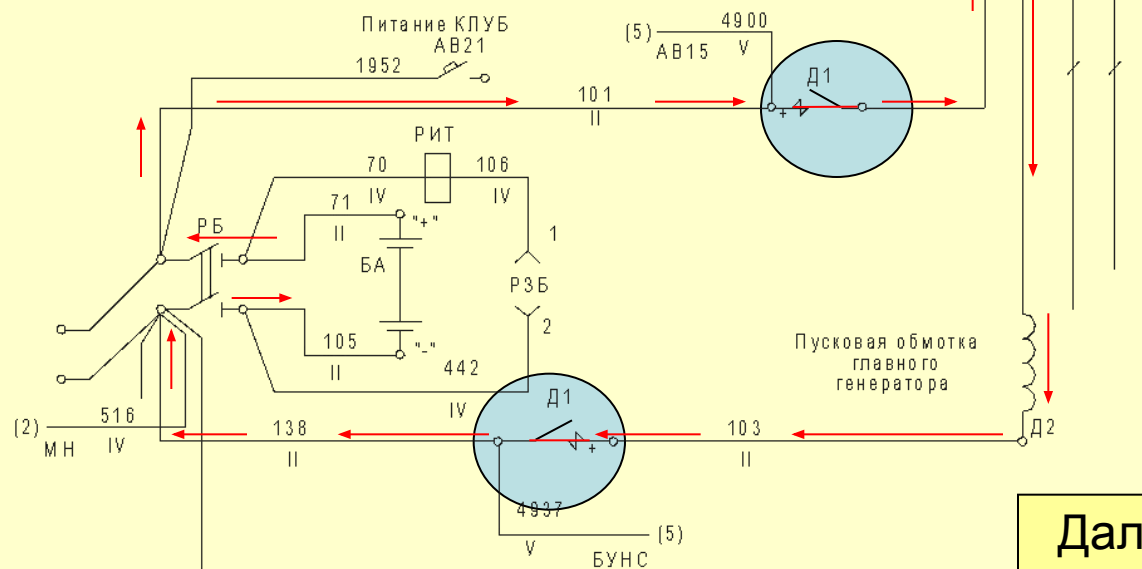 Питание КЛУБ
АВ21
1952
(5)
4900
АВ15
V
Д1
+
101
II
РИТ
70
106
IV
IV
71
II
"+"
РБ
БА
1
РЗБ
2
105
II
"-"
442
IV
Пусковая обмотка
главного
генератора
Д1
+
(2)
516
МН
IV
138
II
103
II
Д2
4937
V
(5)
БУНС
Дал